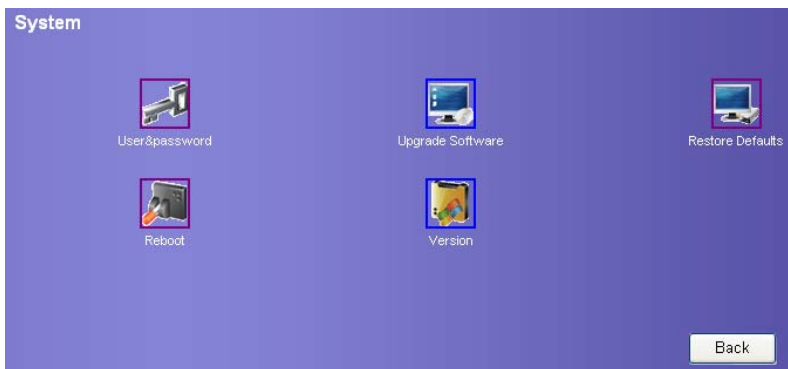 System
User&password
Upgrade Software
Restore Defaults
Reboot
Version
Back